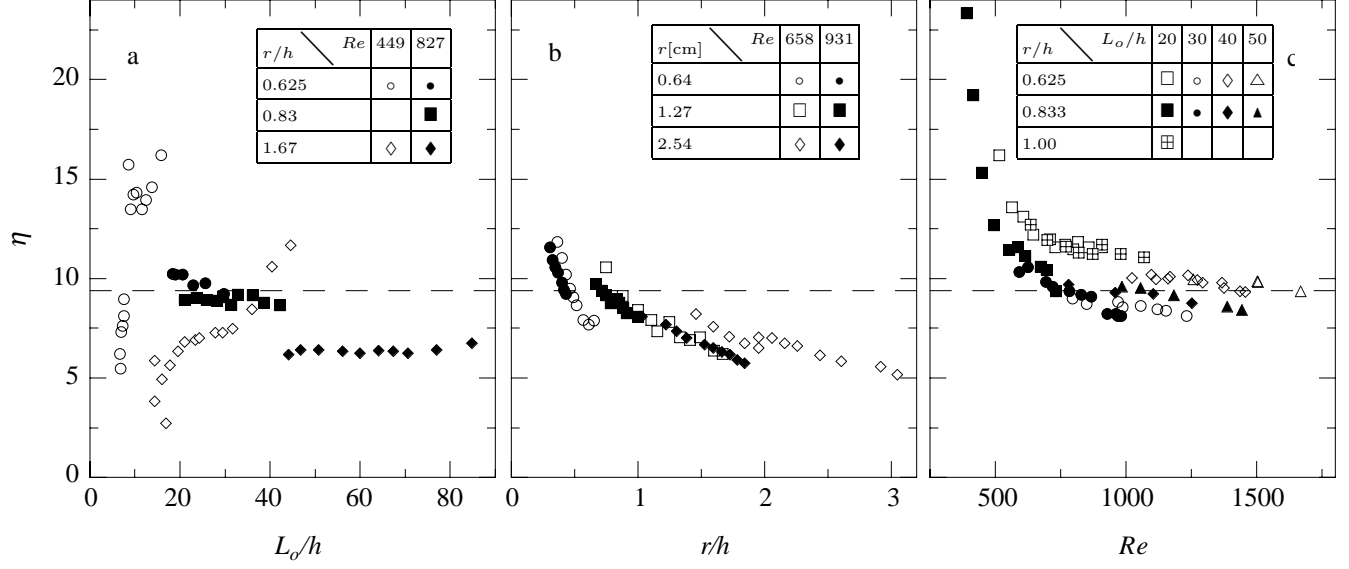 a
r/h Re 449 827
0.625
0.83
1.67
b
r[cm] Re 658 931
0.64
1.27
2.54
c
r/h L_o/h 20 30 40 50
0.625
0.833
1.00
η
20
15
10
5
0
0 20 40 60 80
L_o/h
0 1 2 3
r/h
500 1000 1500
Re